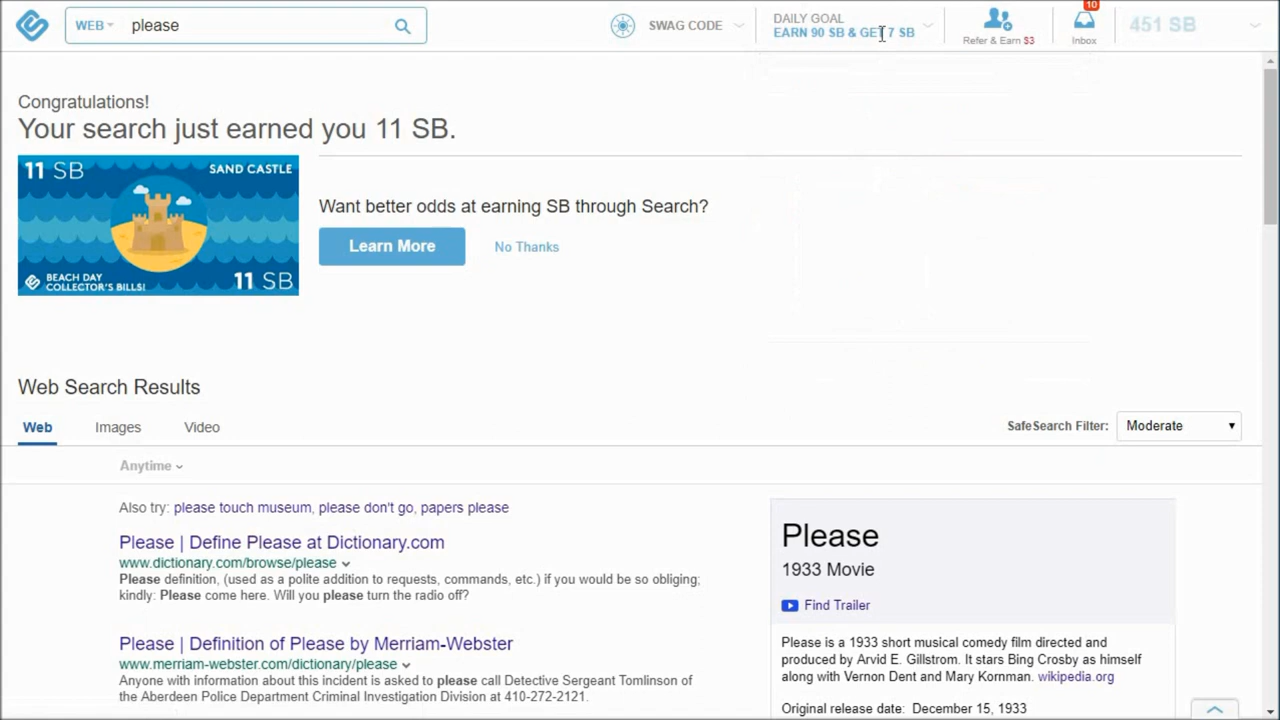 WEB please SWAG CODE DAILY GOAL
EARN 90 SB & GET 7 SB
Refer & Earn $3
10
Inbox
451 SB
Congratulations!
Your search just earned you 11 SB.
11 SB SAND CASTLE
BEACH DAY
COLLECTOR'S BILLS! 11 SB
Want better odds at earning SB through Search?
Learn More No Thanks
Web Search Results
Web Images Video
SafeSearch Filter: Moderate
Anytime
Also try: please touch museum, please don't go, papers please
Please | Define Please at Dictionary.com
www.dictionary.com/browse/please
Please definition, (used as a polite addition to requests, commands, etc.) if you would be so obliging;
kindly: Please come here. Will you please turn the radio off?
Please | Definition of Please by Merriam-Webster
www.merriam-webster.com/dictionary/please
Anyone with information about this incident is asked to please call Detective Sergeant Tomlinson of
the Aberdeen Police Department Criminal Investigation Division at 410-272-2121.
Please
1933 Movie
Find Trailer
Please is a 1933 short musical comedy film directed and
produced by Arvid E. Gillstrom. It stars Bing Crosby as himself
along with Vernon Dent and Mary Kornman. wikipedia.org
Original release date: December 15, 1933